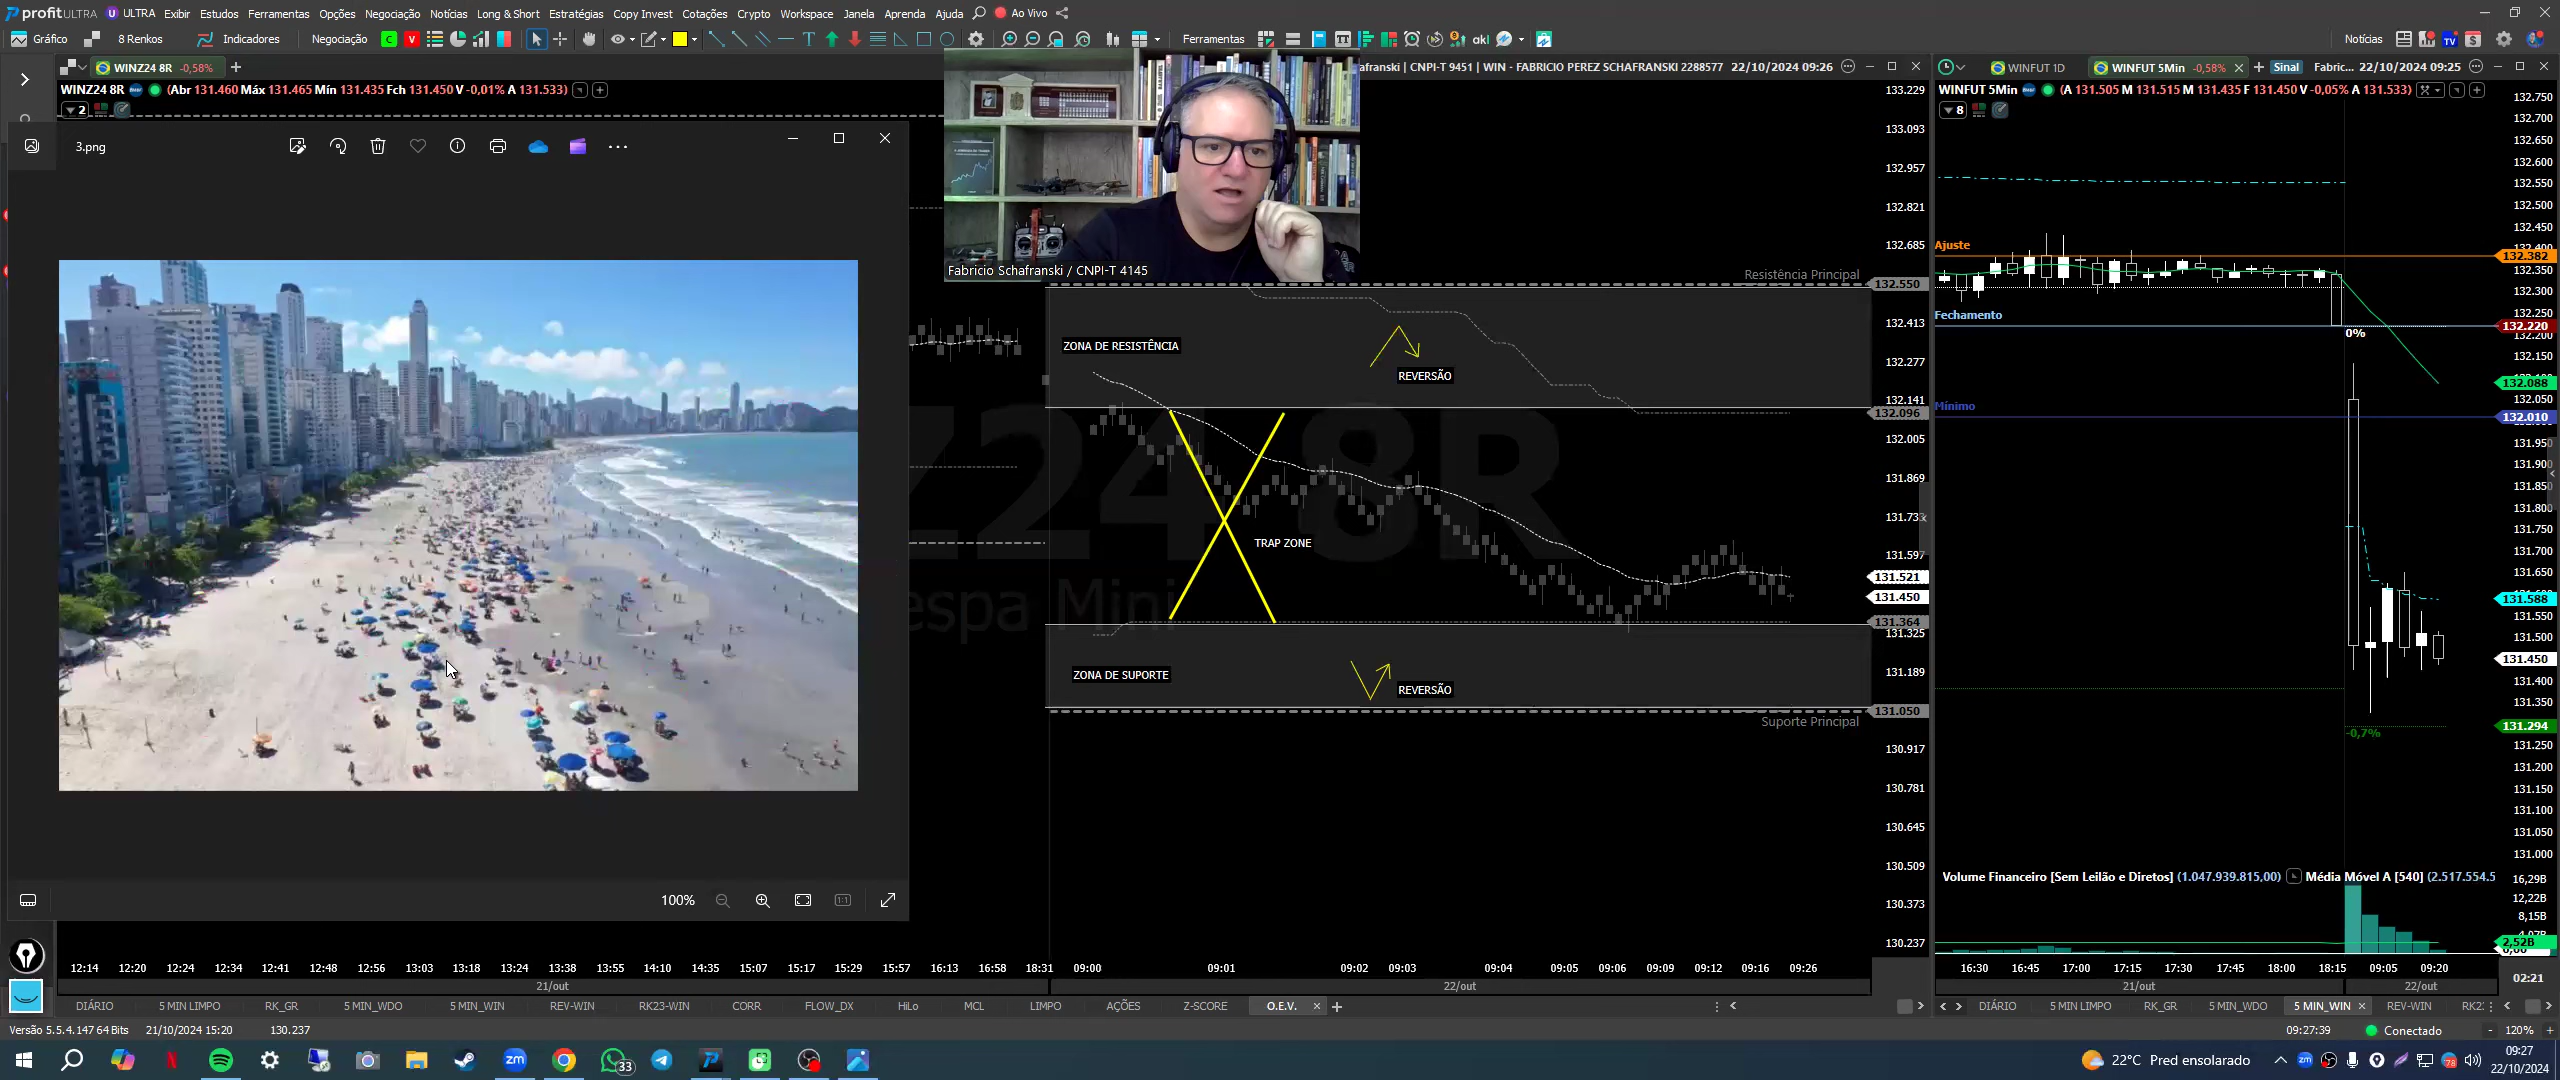 profit ULTRA ULTRA Exibir Estudos Ferramentas Opções Negociação Notícias Long & Short Estratégias Copy Invest Cotações Crypto Workspace Janela Aprenda Ajuda Ao Vivo
Gráfico 8 Renkos Indicadores Negociação C V Ferramentas Notícias
WINZ24 8R -0,58%
afranski | CNPI-T 9451 | WIN - FABRICIO PEREZ SCHAFRANSKI 2288577 22/10/2024 09:26
WINZ24 8R (Abr 131.460 Máx 131.465 Mín 131.435 Fch 131.450 V -0,01% A 131.533)
2
3.png
Fabricio Schafranski / CNPI-T 4145
Resistência Principal
ZONA DE RESISTÊNCIA
REVERSÃO
TRAP ZONE
ZONA DE SUPORTE
REVERSÃO
Suporte Principal
133.229
133.093
132.957
132.821
132.685
132.550
132.413
132.277
132.141
132.096
132.005
131.869
131.733
131.597
131.521
131.450
131.364
131.325
131.189
131.050
130.917
130.781
130.645
130.509
130.373
130.237
100%
12:14 12:20 12:24 12:34 12:41 12:48 12:56 13:03 13:18 13:24 13:38 13:55 14:10 14:35 15:07 15:17 15:29 15:57 16:13 16:58 18:31 09:00 09:01 09:02 09:03 09:04 09:05 09:06 09:09 09:12 09:16 09:26
21/out 22/out
DIÁRIO 5 MIN LIMPO RK_GR 5 MIN_WDO 5 MIN_WIN REV-WIN RK23-WIN CORR FLOW_DX HiLo MCL LIMPO AÇÕES Z-SCORE O.E.V.
WINFUT 1D WINFUT 5Min -0,58% Sinal Fabric... 22/10/2024 09:25
WINFUT 5Min (A 131.505 M 131.515 M 131.435 F 131.450 V -0,05% A 131.533)
8
Ajuste
Fechamento
0%
Mínimo
-0,7%
132.750
132.700
132.650
132.600
132.550
132.500
132.450
132.382
132.350
132.300
132.250
132.220
132.150
132.088
132.050
132.010
131.950
131.900
131.850
131.800
131.750
131.700
131.650
131.588
131.550
131.500
131.450
131.400
131.350
131.294
131.250
131.200
131.150
131.100
131.050
131.000
Volume Financeiro [Sem Leilão e Diretos] (1.047.939.815,00) Média Móvel A [540] (2.517.554.5
16,29B
12,22B
8,15B
2,52B
16:30 16:45 17:00 17:15 17:30 17:45 18:00 18:15 09:05 09:20
02:21
21/out 22/out
DIÁRIO 5 MIN LIMPO RK_GR 5 MIN_WDO 5 MIN_WIN REV-WIN RK2
Versão 5.5.4.147 64 Bits 21/10/2024 15:20 130.237
09:27:39 Conectado - 120% +
33
22°C Pred ensolarado
09:27
22/10/2024